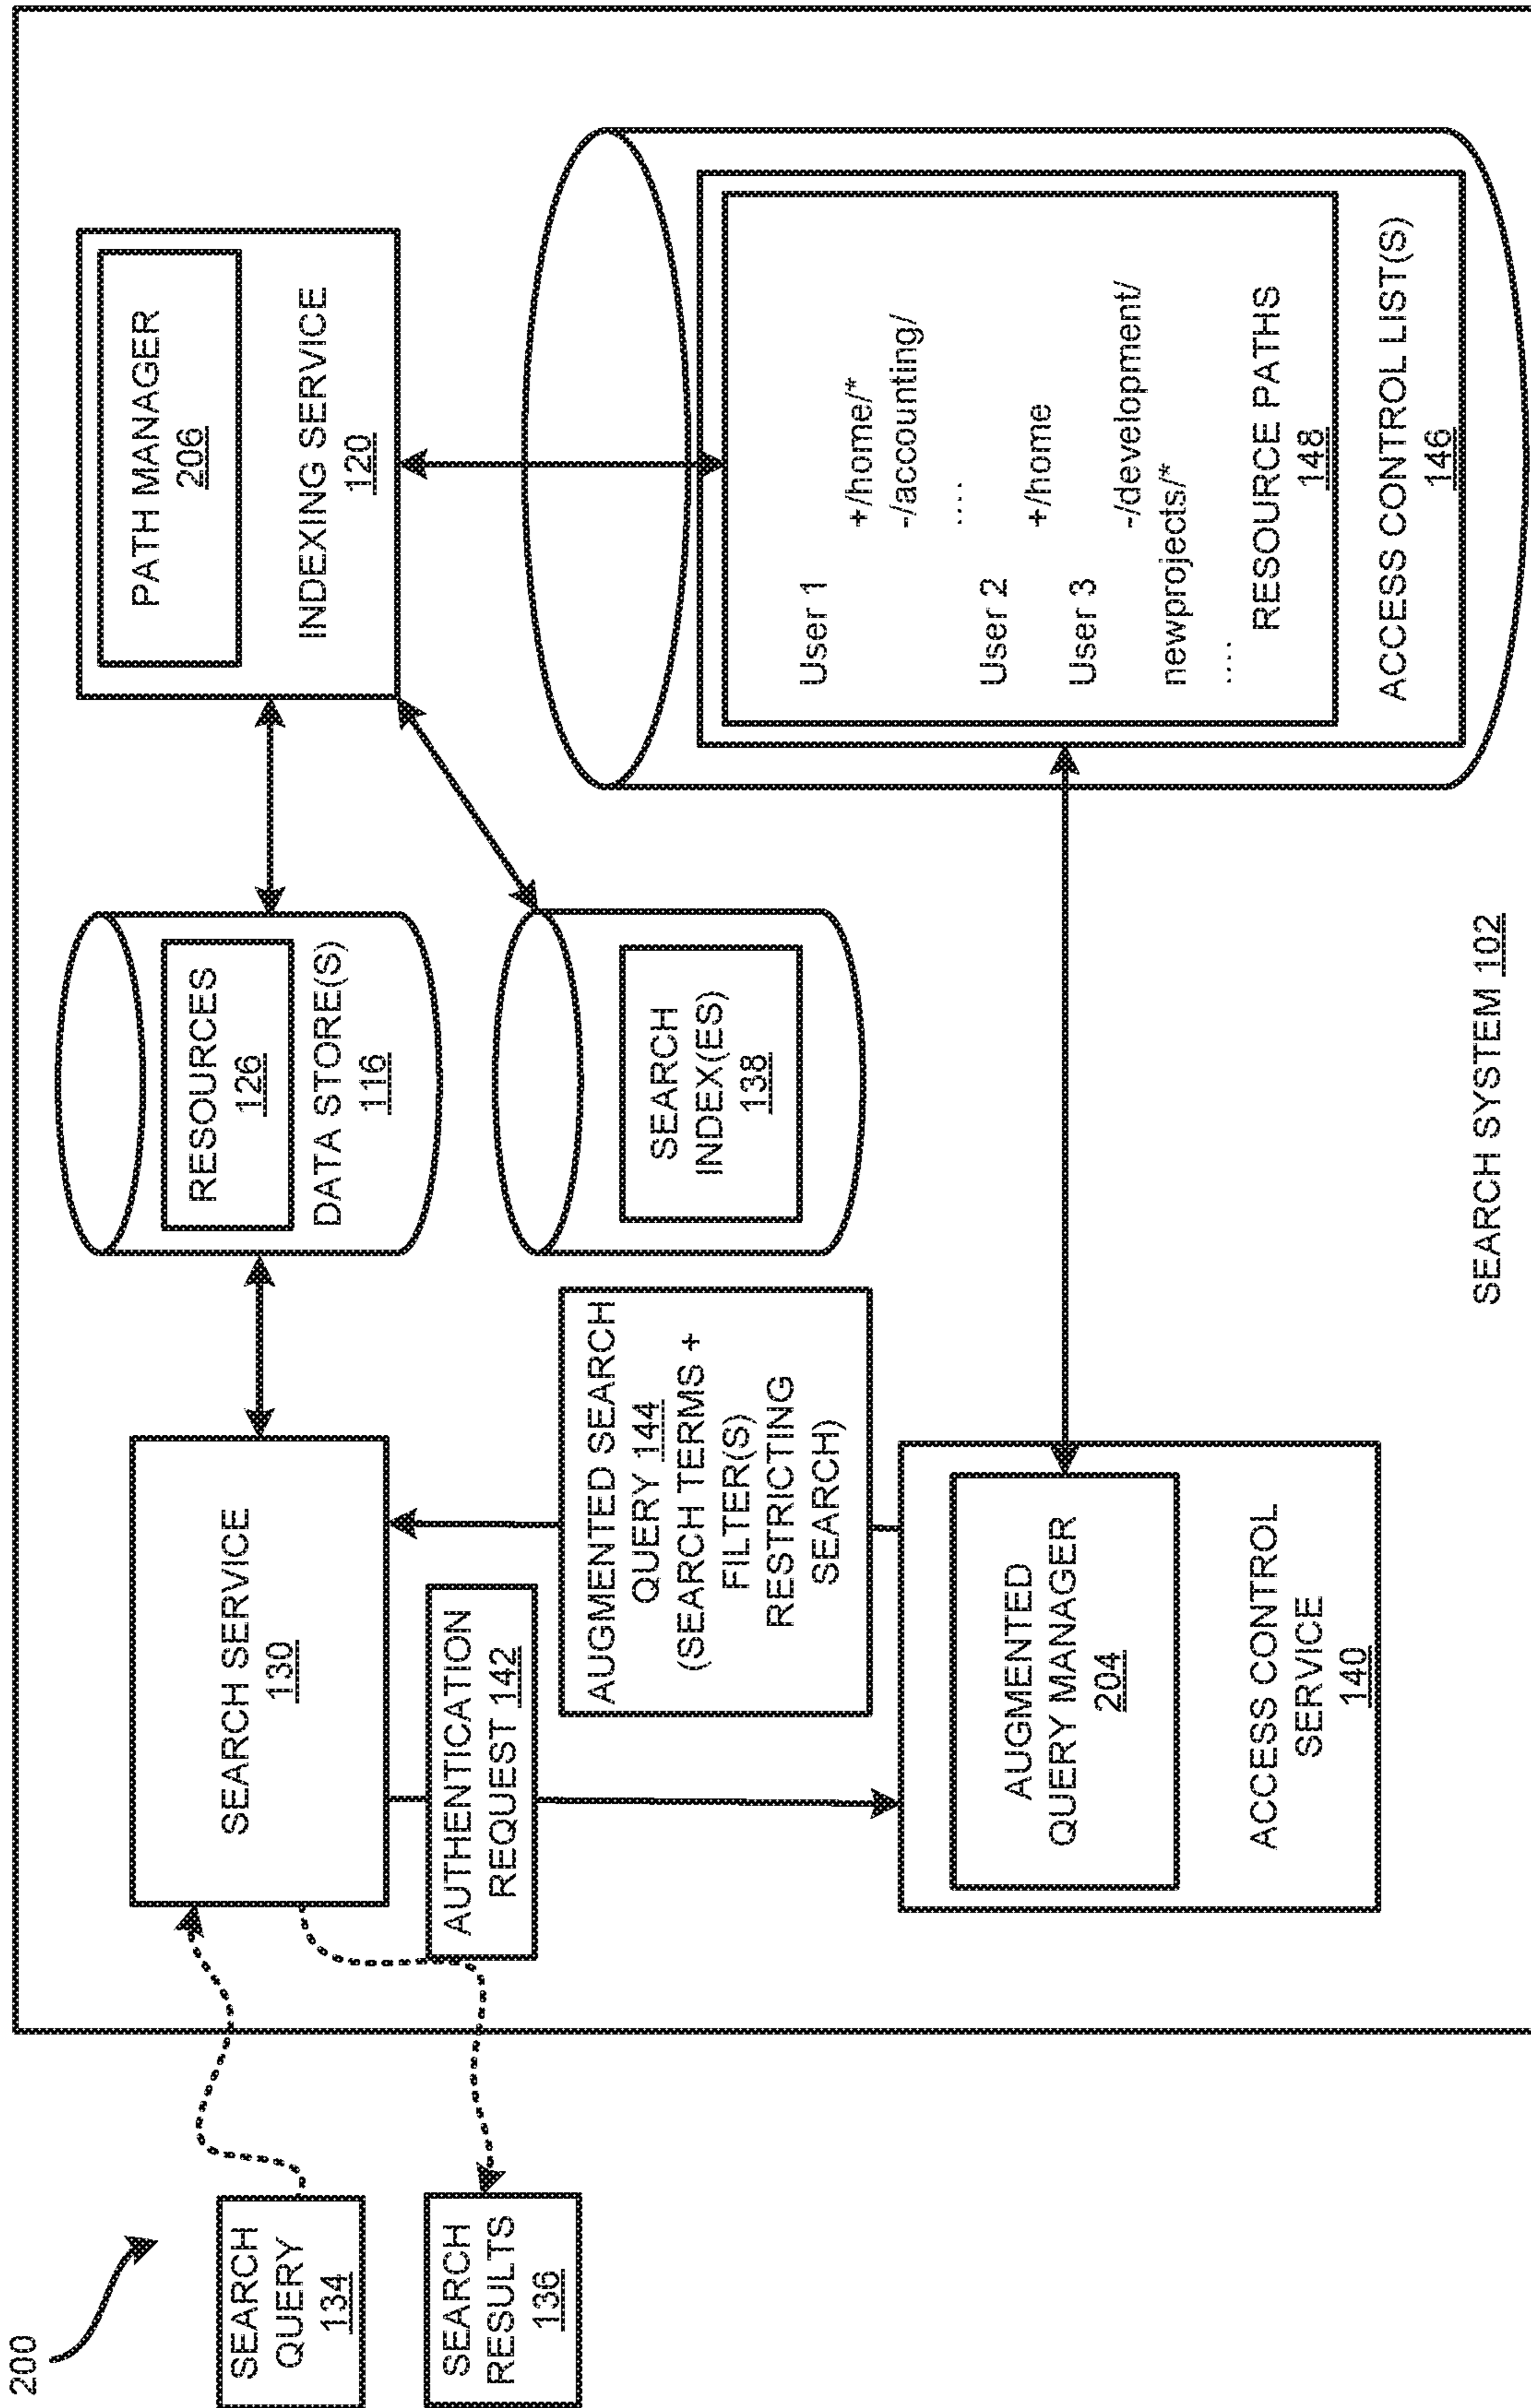 200
SEARCH
QUERY
134
SEARCH
RESULTS
136
SEARCH SERVICE
130
AUTHENTICATION
REQUEST 142
AUGMENTED SEARCH
QUERY 144
(SEARCH TERMS +
FILTER(S)
RESTRICTING
SEARCH)
AUGMENTED
QUERY MANAGER
204
ACCESS CONTROL
SERVICE
140
RESOURCES
126
DATA STORE(S)
116
SEARCH
INDEX(ES)
138
PATH MANAGER
206
INDEXING SERVICE
120
User 1
+/home/*
-/accounting/
....
User 2
+/home
User 3
-/development/
newprojects/*
....
RESOURCE PATHS
148
ACCESS CONTROL LIST(S)
146
SEARCH SYSTEM 102